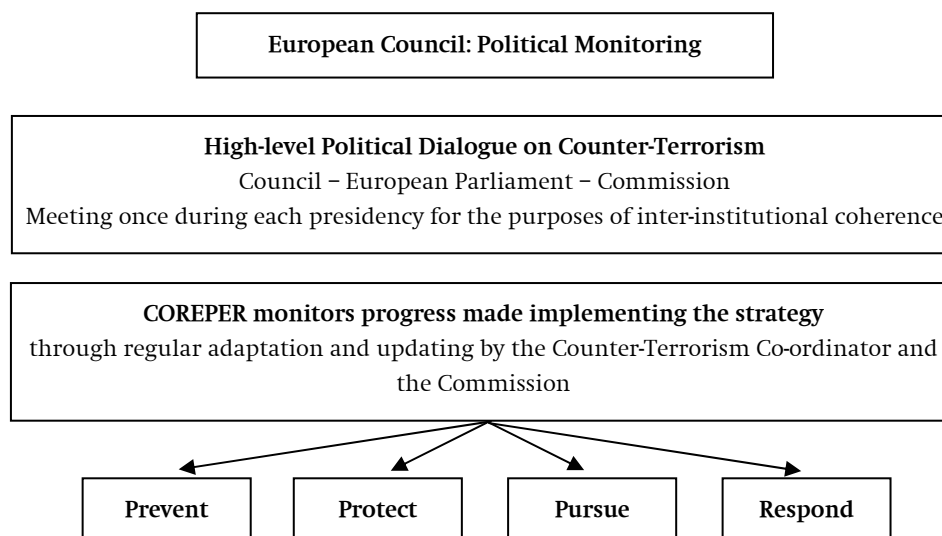 European Council: Political Monitoring
High-level Political Dialogue on Counter-Terrorism
Council – European Parliament – Commission
Meeting once during each presidency for the purposes of inter-institutional coherence
COREPER monitors progress made implementing the strategy
through regular adaptation and updating by the Counter-Terrorism Co-ordinator and
the Commission
Prevent Protect Pursue Respond